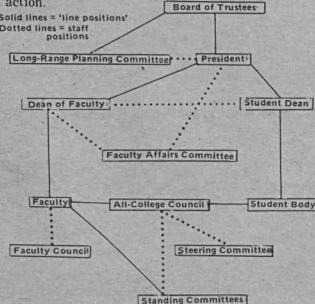 action.
Board of Trustees
Solid lines = 'line positions'
Dotted lines = staff
positions
Long-Range Planning Committee
President
Dean of Faculty
Student Dean
Faculty Affairs Committee
Faculty
All-College Council
Student Body
Faculty Council
Steering Committee
Standing Committees